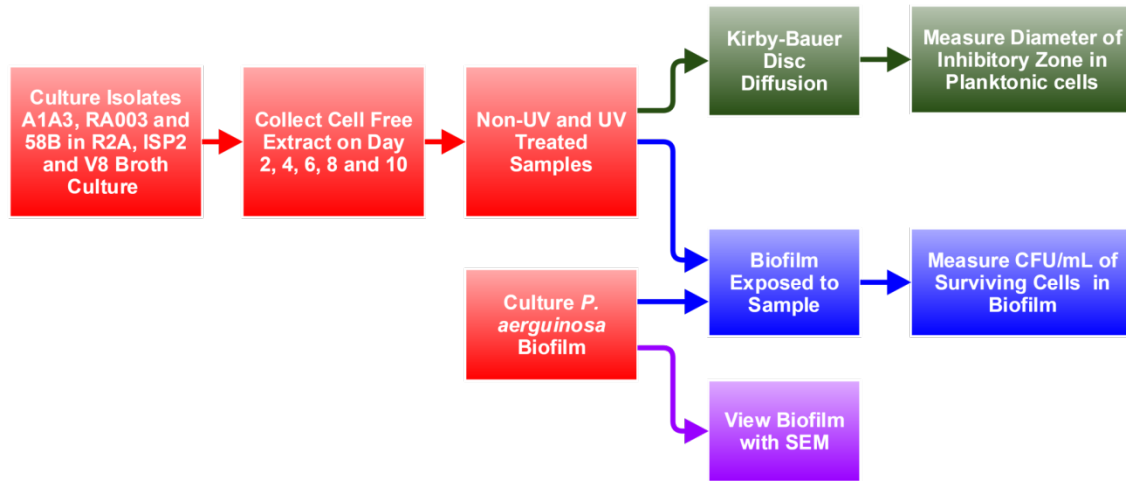 Culture Isolates
A1A3, RA003 and
58B in R2A, ISP2
and V8 Broth
Culture
Collect Cell Free
Extract on Day
2, 4, 6, 8 and 10
Non-UV and UV
Treated
Samples
Kirby-Bauer
Disc
Diffusion
Measure Diameter of
Inhibitory Zone in
Planktonic cells
Culture P.
aerguinosa
Biofilm
Biofilm
Exposed to
Sample
Measure CFU/mL of
Surviving Cells in
Biofilm
View Biofilm
with SEM